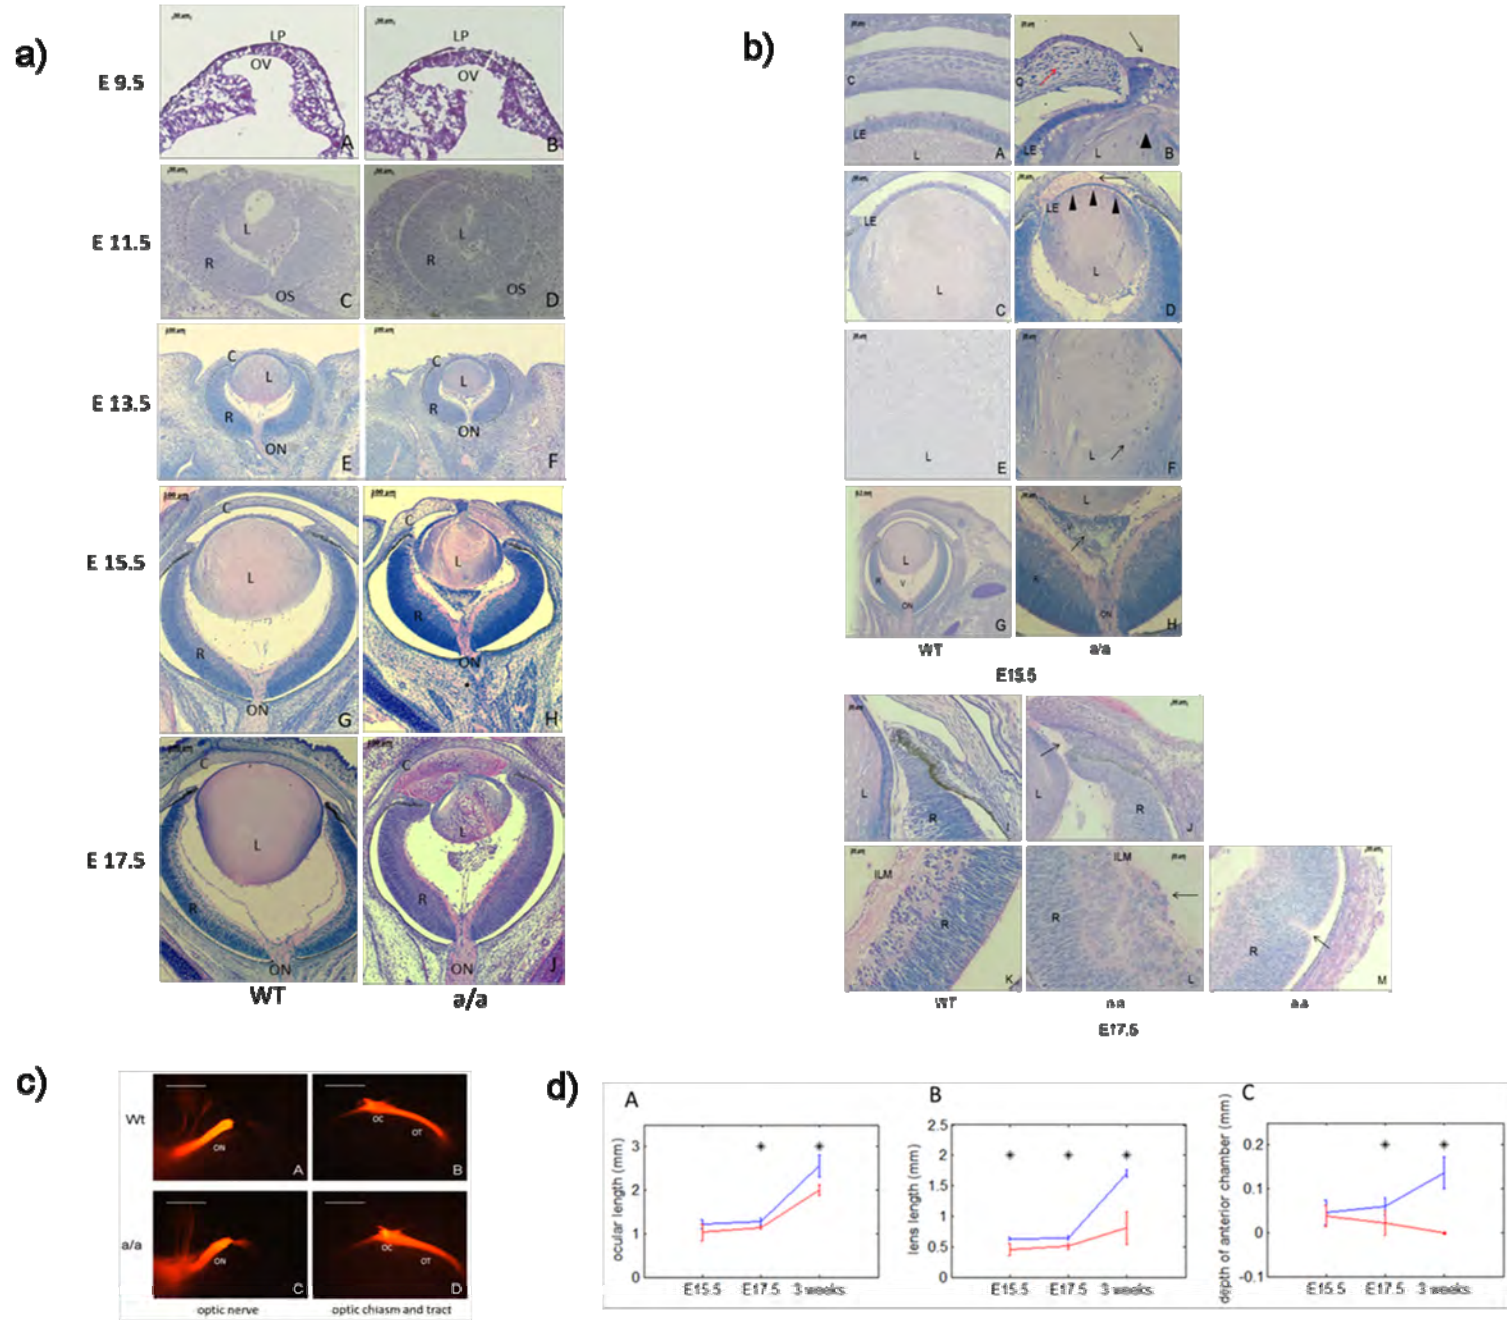 a)
E 9.5
LP
OV
A
LP
OV
B
E 11.5
L
R
OS
C
L
R
OS
D
E 13.5
C
L
R
ON
E
C
L
R
ON
F
E 15.5
C
L
R
ON
G
C
L
R
ON
H
E 17.5
C
L
R
ON
C
L
R
ON
J
WT
a/a
b)
C
LE
L
A
C
LE
L
B
LE
L
C
LE
L
D
L
E
L
F
R
V
ON
G
L
V
R
ON
H
WT
a/a
E15.5
L
R
I
L
R
J
ILM
R
K
ILM
R
L
R
M
WT
E17.5
c)
Wt
ON
A
OC
OT
B
a/a
ON
C
OC
OT
D
optic nerve
optic chiasm and tract
d)
A
ocular length (mm)
3
2
1
0
E15.5
E17.5
3 weeks
B
lens length (mm)
2.5
2
1.5
1
0.5
0
E15.5
E17.5
3 weeks
C
depth of anterior chamber (mm)
0.2
0.1
0
-0.1
E15.5
E17.5
3 weeks